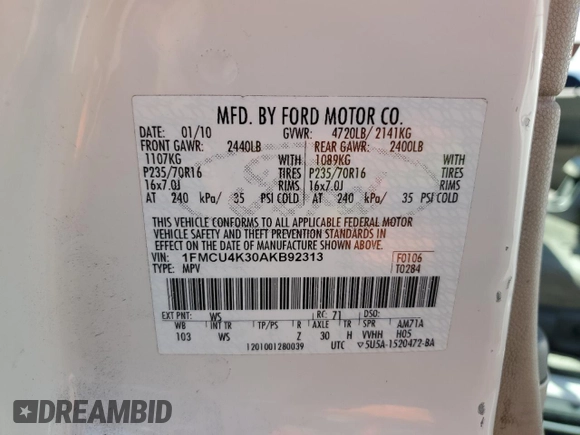 MFD. BY FORD MOTOR CO.
DATE: 01/10 GVWR: 4720LB/ 2141KG
FRONT GAWR: 2440LB REAR GAWR: 2400LB
1107KG WITH 1089KG WITH
P235/70R16 TIRES P235/70R16 TIRES
16x7.0J RIMS 16x7.0J RIMS
AT 240 kPa/ 35 PSI COLD AT 240 kPa/ 35 PSI COLD
THIS VEHICLE CONFORMS TO ALL APPLICABLE FEDERAL MOTOR
VEHICLE SAFETY AND THEFT PREVENTION STANDARDS IN
EFFECT ON THE DATE OF MANUFACTURE SHOWN ABOVE.
VIN: 1FMCU4K30AKB92313 F0106
TYPE: MPV T0284
EXT PNT: WS RC: 71 DSO:
WB INT TR TP/PS R AXLE TR SPR AM71A
103 WS Z 30 H VVHH H05
1201001280039 UTC ▽5U5A-1520472-BA
DREAMBID